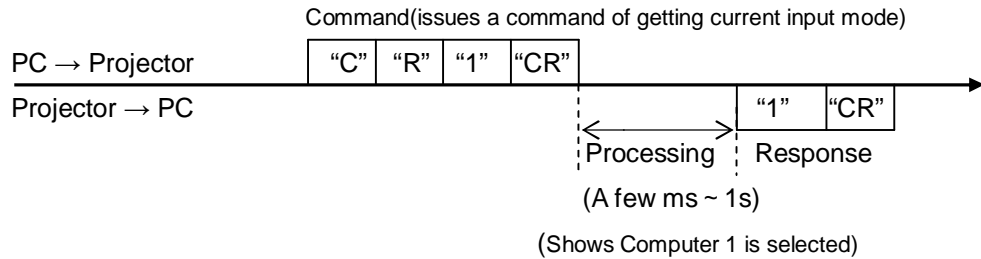 Command(issues a command of getting current input mode)
PC → Projector “C” “R” “1” “CR”
Projector → PC “1” “CR”
Processing Response
(A few ms ~ 1s)
(Shows Computer 1 is selected)